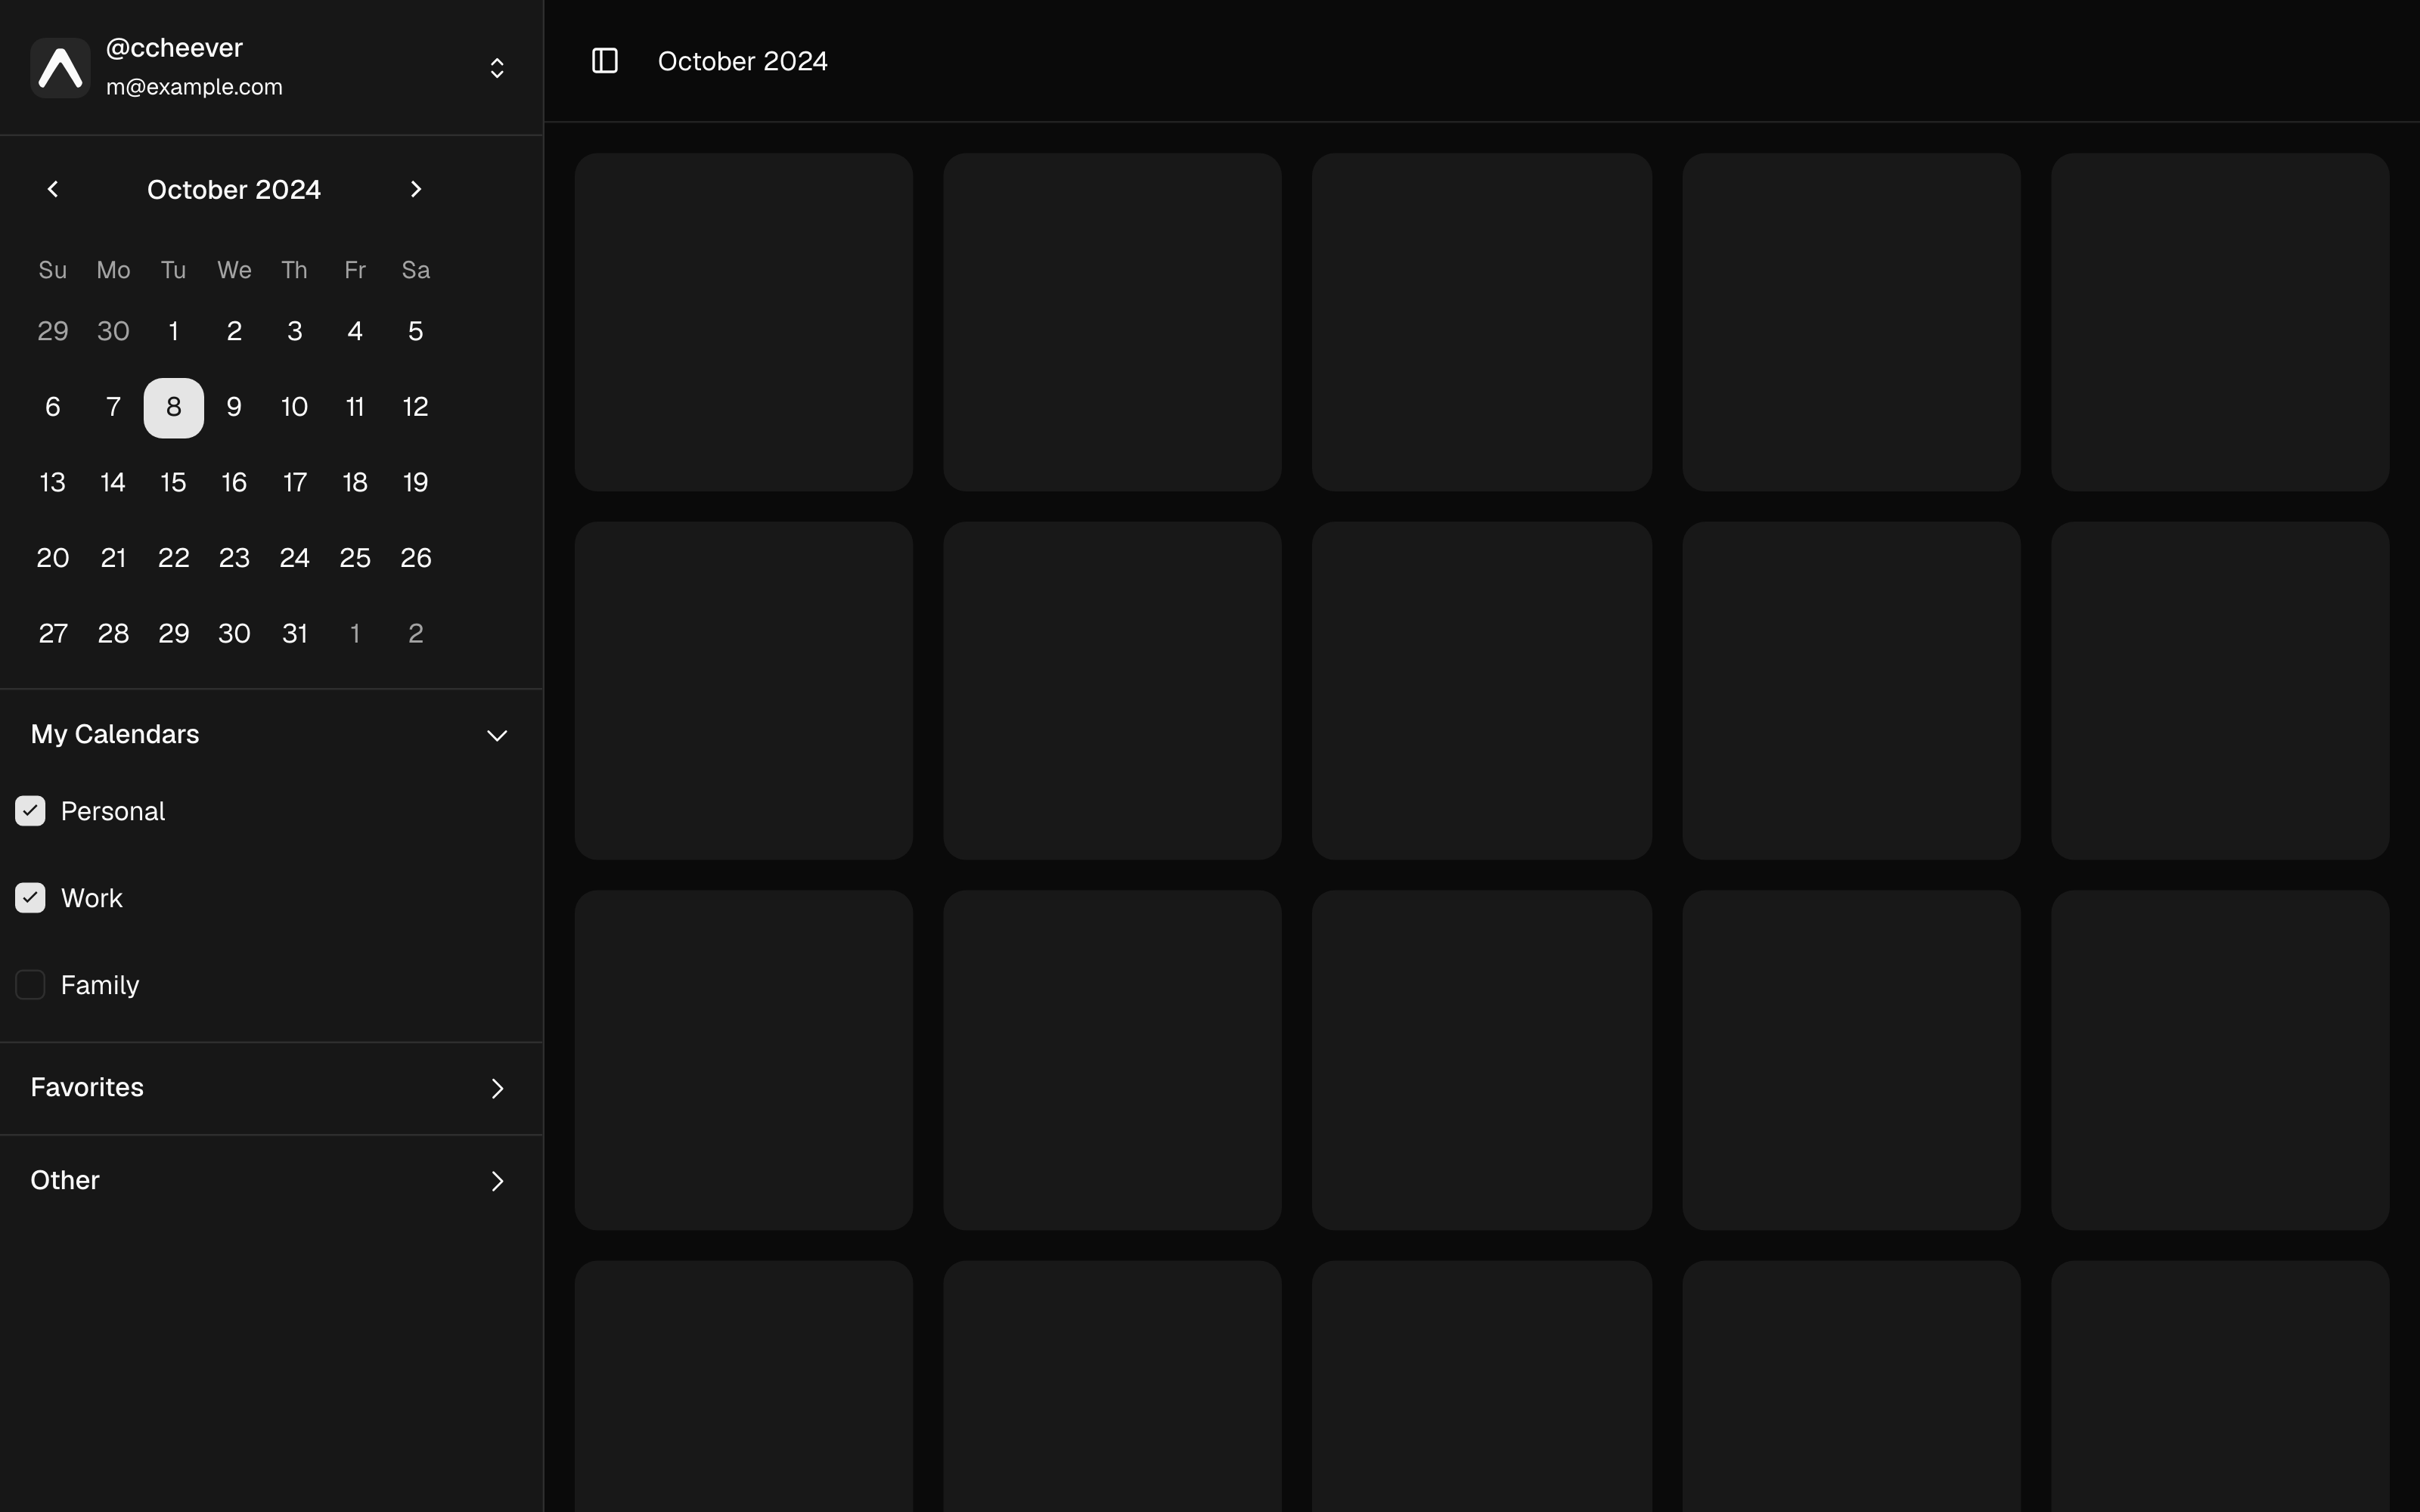 @ccheever
m@example.com
October 2024
October 2024
Su Mo Tu We Th Fr Sa
29 30 1 2 3 4 5
6 7 8 9 10 11 12
13 14 15 16 17 18 19
20 21 22 23 24 25 26
27 28 29 30 31 1 2
My Calendars
Personal
Work
Family
Favorites
Other